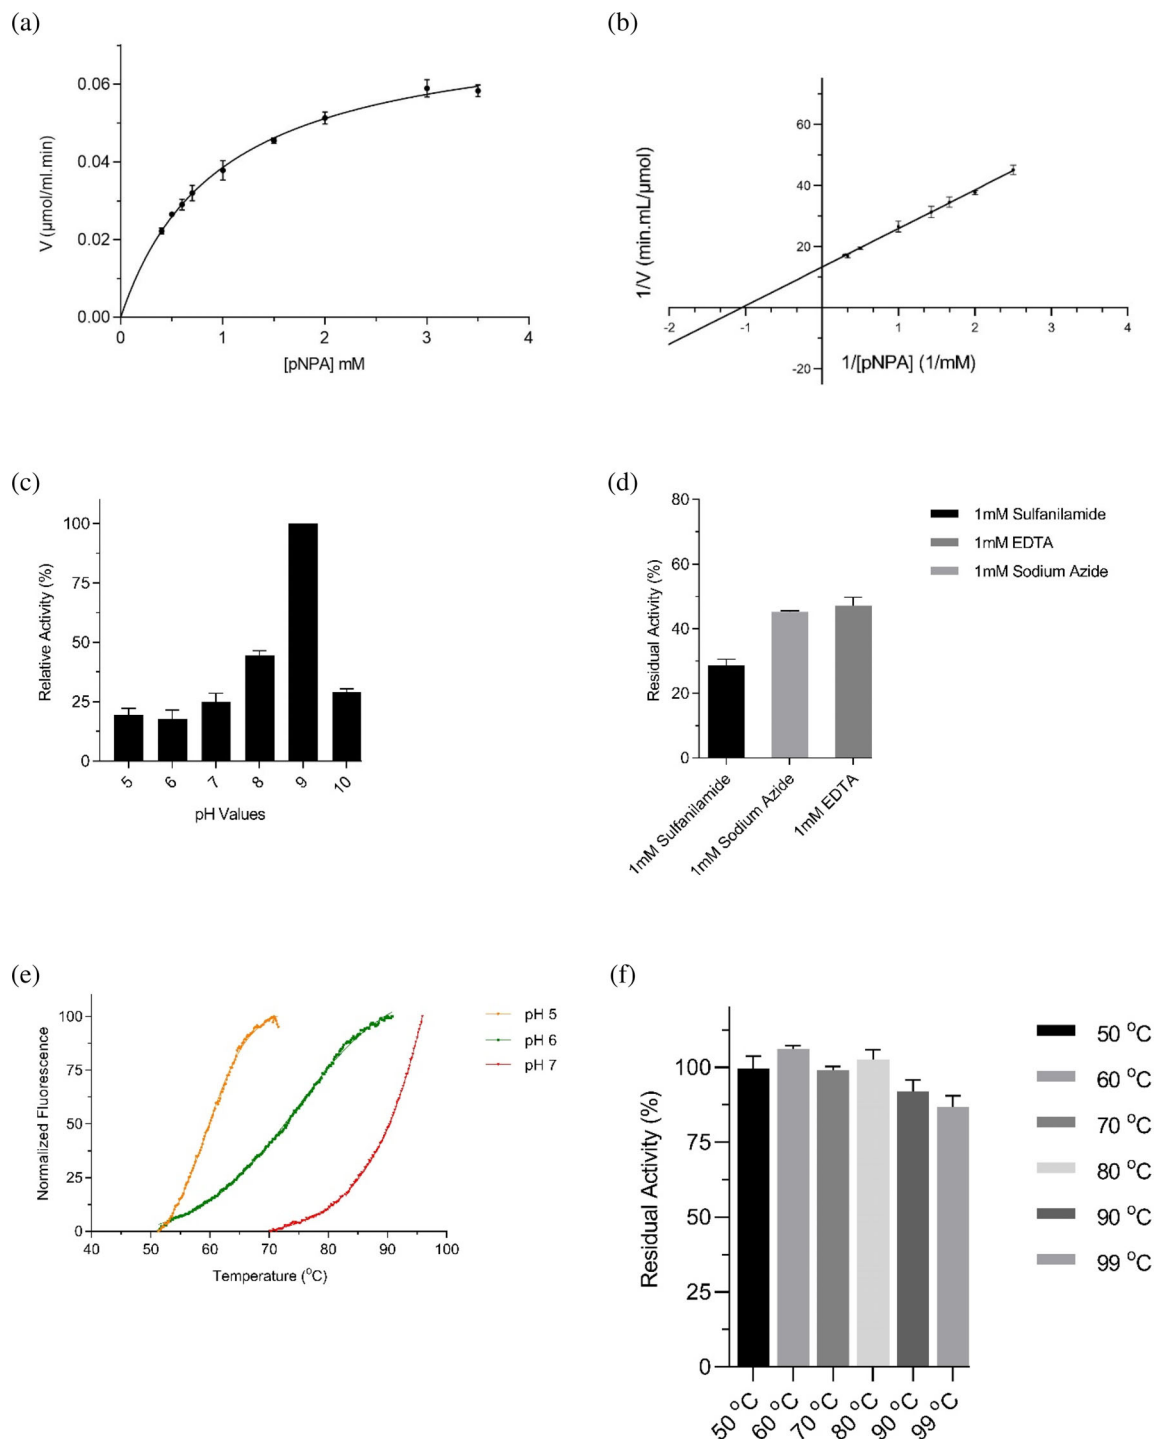 (a)
0.06
0.04
0.02
0.00
V (µmol/ml.min)
0 1 2 3 4
[pNPA] mM
(b)
60
40
20
-20
1/V (min.mL/µmol)
-2 -1 1 2 3 4
1/[pNPA] (1/mM)
(c)
100
75
50
25
0
Relative Activity (%)
5 6 7 8 9 10
pH Values
(d)
80
60
40
20
0
Residual Activity (%)
1mM Sulfanilamide
1mM Sodium Azide
1mM EDTA
1mM Sulfanilamide
1mM EDTA
1mM Sodium Azide
(e)
100
75
50
25
0
Normalized Fluorescence
40 50 60 70 80 90 100
Temperature (°C)
pH 5
pH 6
pH 7
(f)
100
75
50
25
0
Residual Activity (%)
50 °C
60 °C
70 °C
80 °C
90 °C
99 °C
50 °C
60 °C
70 °C
80 °C
90 °C
99 °C